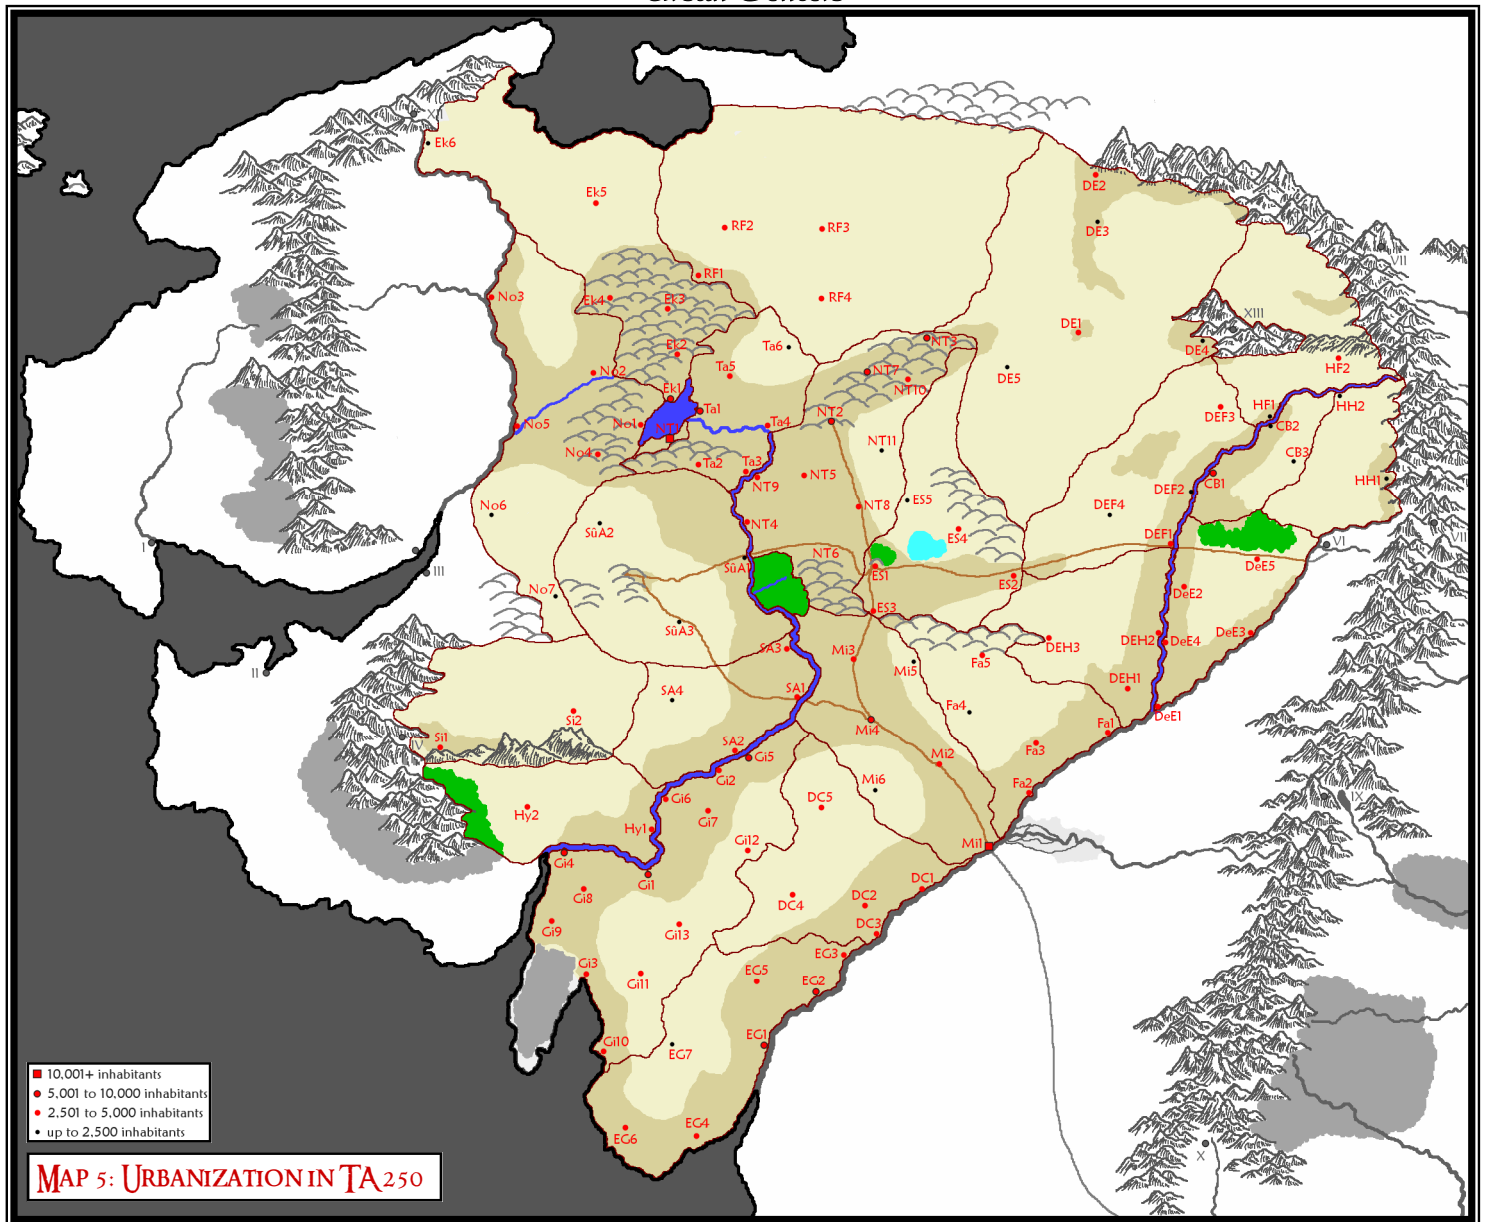 XII
Ek6
Ek5
DE2
RF2
RF3
DE3
VII
RF1
No3
Ek4
Ek3
RF4
XIII
DE1
NT3
Ek2
Ta6
DE4
HF2
No2
Ta5
NT7
DE5
NT10
Ek1
Ta1
HF1
HH2
DEF3
No5
No1
NT1
Ta4
NT2
CB2
NT11
No4
Ta2
Ta3
CB3
NT9
NT5
CB1
HH1
DEF2
No6
NT8
ES5
DEF4
NT4
SûA2
ES4
DEF1
I
VI
NT6
SûA1
III
ES1
DeE5
ES2
No7
DeE2
ES3
SûA3
DeE3
DEH2
DeE4
DEH3
SA3
Mi3
Fa5
II
Mi5
DEH1
SA4
SA1
Fa4
DeE1
Si2
Fa1
Mi4
Si1
IV
SA2
Gi5
Mi2
Fa3
Gi2
Fa2
Mi6
Gi6
Hy2
Gi7
DC5
Hy1
Gi12
Mi1
Gi4
Gi1
DC1
Gi8
DC4
DC2
Gi9
Gi13
DC3
EG3
Gi3
Gi11
EG5
EG2
Gi10
EG7
EG1
EG6
EG4
X
10,001+ inhabitants
5,001 to 10,000 inhabitants
2,501 to 5,000 inhabitants
up to 2,500 inhabitants
MAP 5: URBANIZATION IN TA 250